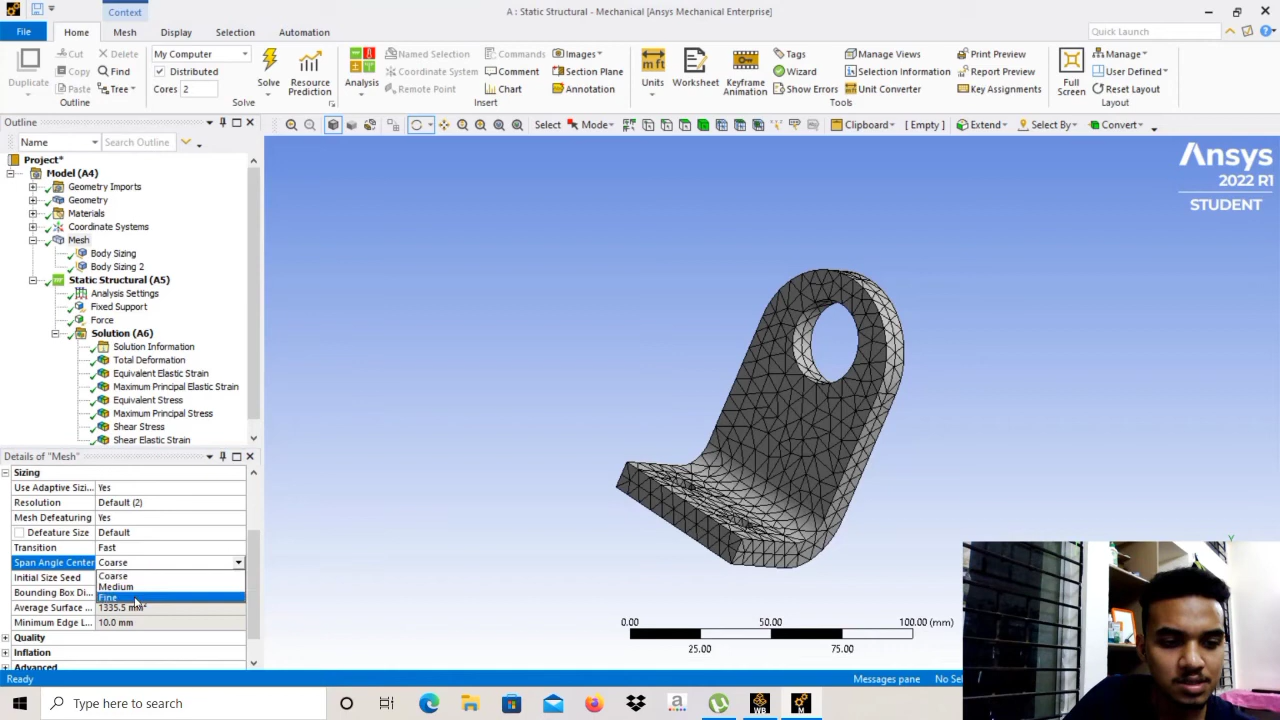 Context
A : Static Structural - Mechanical [Ansys Mechanical Enterprise]
File
Home
Mesh
Display
Selection
Automation
Quick Launch
Duplicate
Cut
Copy
Paste
Delete
Find
Tree
Outline
My Computer
Distributed
Cores 2
Solve
Resource Prediction
Solve
Analysis
Named Selection
Coordinate System
Remote Point
Commands
Comment
Chart
Images
Section Plane
Annotation
Insert
Units
Worksheet
Keyframe Animation
Tags
Wizard
Show Errors
Manage Views
Selection Information
Unit Converter
Print Preview
Report Preview
Key Assignments
Tools
Full Screen
Manage
User Defined
Reset Layout
Layout
Outline
Select
Mode
Clipboard
[ Empty ]
Extend
Select By
Convert
Name
Search Outline
Project*
Model (A4)
Geometry Imports
Geometry
Materials
Coordinate Systems
Mesh
Body Sizing
Body Sizing 2
Static Structural (A5)
Analysis Settings
Fixed Support
Force
Solution (A6)
Solution Information
Total Deformation
Equivalent Elastic Strain
Maximum Principal Elastic Strain
Equivalent Stress
Maximum Principal Stress
Shear Stress
Shear Elastic Strain
Ansys
2022 R1
STUDENT
Details of "Mesh"
Sizing
Use Adaptive Sizi... Yes
Resolution Default (2)
Mesh Defeaturing Yes
Defeature Size Default
Transition Fast
Span Angle Center Coarse
Initial Size Seed
Coarse
Medium
Bounding Box Di...
Fine
Average Surface ... 1335.5 mm²
Minimum Edge L... 10.0 mm
Quality
Inflation
Advanced
0.00 50.00 100.00 (mm)
25.00 75.00
Y
Ready
Messages pane
No Sel
Type here to search
a
WB
M